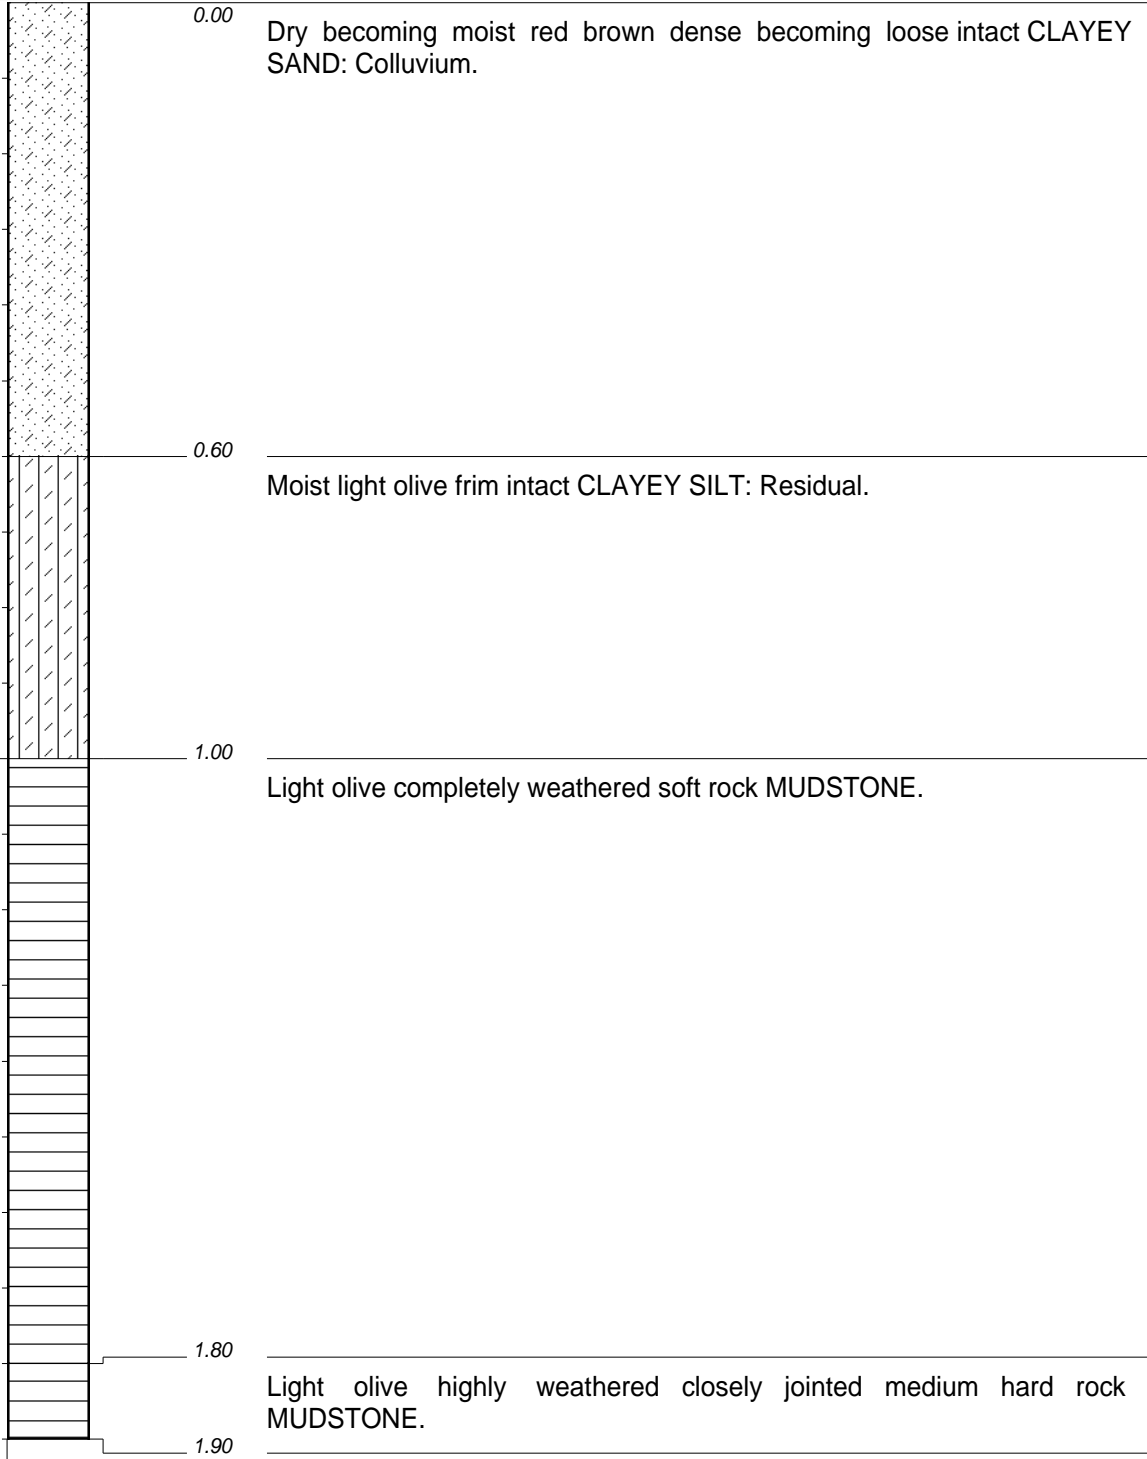 0.00
Dry becoming moist red brown dense becoming loose intact CLAYEY
SAND: Colluvium.
0.60
Moist light olive frim intact CLAYEY SILT: Residual.
1.00
Light olive completely weathered soft rock MUDSTONE.
1.80
Light olive highly weathered closely jointed medium hard rock
MUDSTONE.
1.90